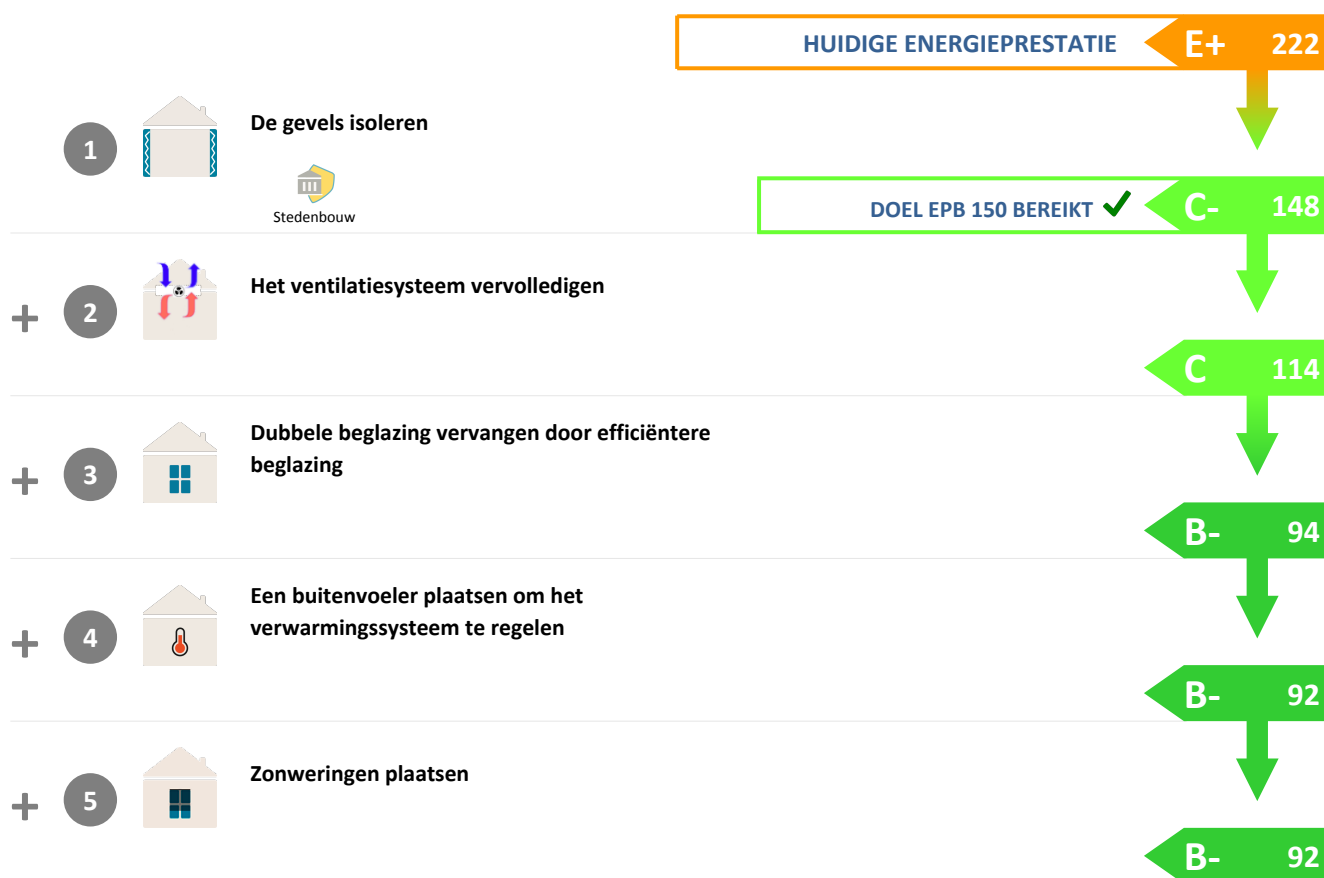 HUIDIGE ENERGIEPRESTATIE E+ 222
1 De gevels isoleren
Stedenbouw
DOEL EPB 150 BEREIKT ✔ C- 148
+ 2 Het ventilatiesysteem vervolledigen
C 114
+ 3 Dubbele beglazing vervangen door efficiëntere
beglazing
B- 94
+ 4 Een buitenvoeler plaatsen om het
verwarmingssysteem te regelen
B- 92
+ 5 Zonweringen plaatsen
B- 92